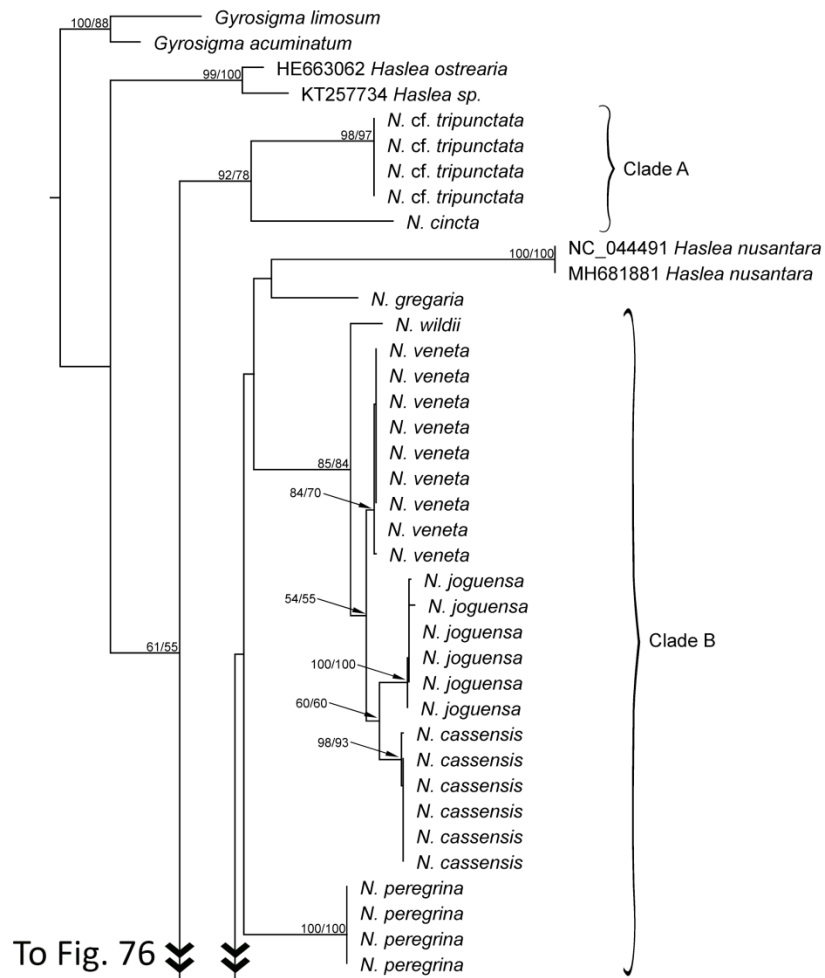 100/88
Gyrosigma limosum
Gyrosigma acuminatum
99/100
HE663062 Haslea ostrearia
KT257734 Haslea sp.
98/97
N. cf. tripunctata
N. cf. tripunctata
N. cf. tripunctata
N. cf. tripunctata
92/78
Clade A
N. cincta
100/100
NC_044491 Haslea nusantara
MH681881 Haslea nusantara
N. gregaria
N. wildii
N. veneta
N. veneta
N. veneta
N. veneta
N. veneta
85/84
N. veneta
84/70
N. veneta
N. veneta
N. veneta
N. joguensa
54/55
N. joguensa
N. joguensa
61/55
Clade B
100/100
N. joguensa
N. joguensa
60/60
N. joguensa
98/93
N. cassensis
N. cassensis
N. cassensis
N. cassensis
N. cassensis
N. cassensis
N. peregrina
N. peregrina
100/100
N. peregrina
N. peregrina
To Fig. 76